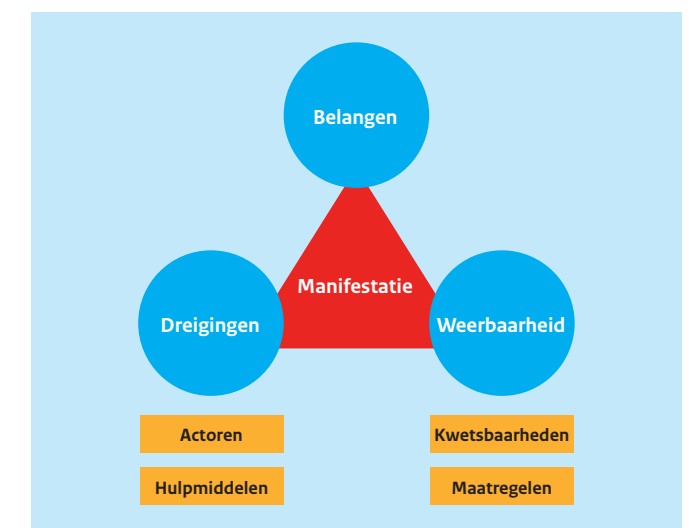 Belangen
Manifestatie
Dreigingen
Weerbaarheid
Actoren
Kwetsbaarheden
Hulpmiddelen
Maatregelen